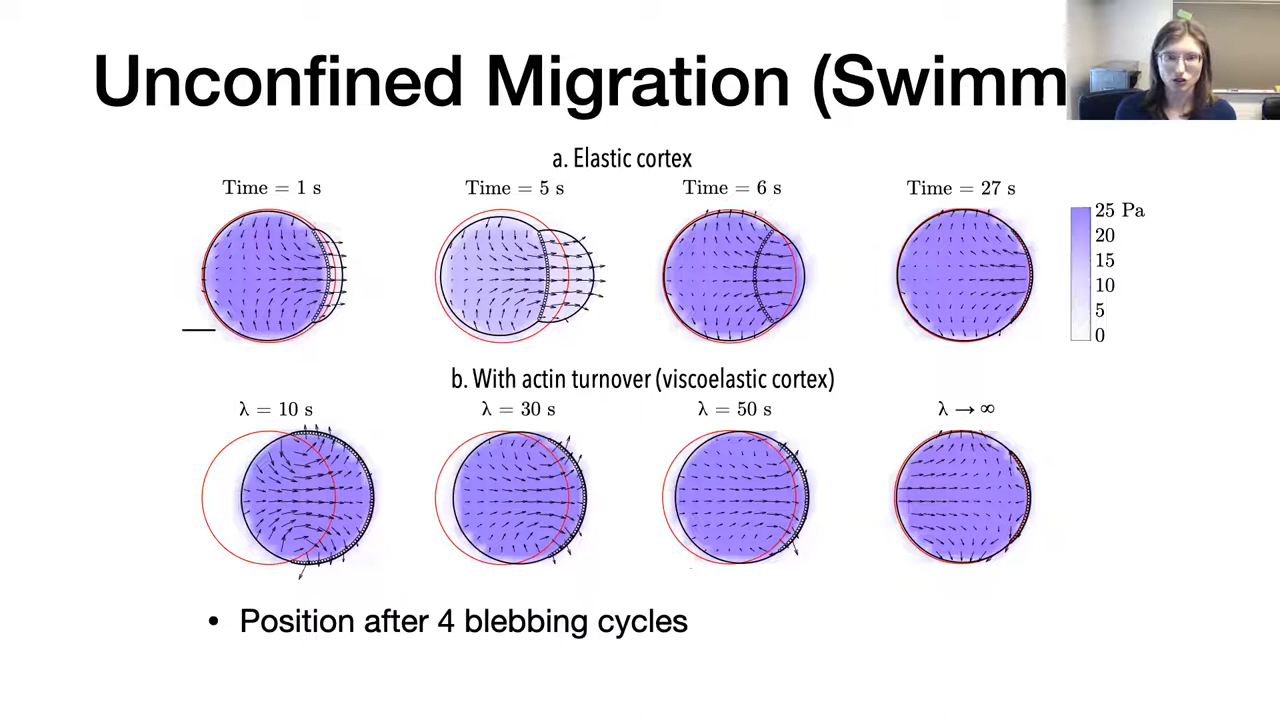 Unconfined Migration (Swimm
a. Elastic cortex
Time = 1 s
Time = 5 s
Time = 6 s
Time = 27 s
25 Pa
20
15
10
5
0
b. With actin turnover (viscoelastic cortex)
λ = 10 s
λ = 30 s
λ = 50 s
λ → ∞
• Position after 4 blebbing cycles